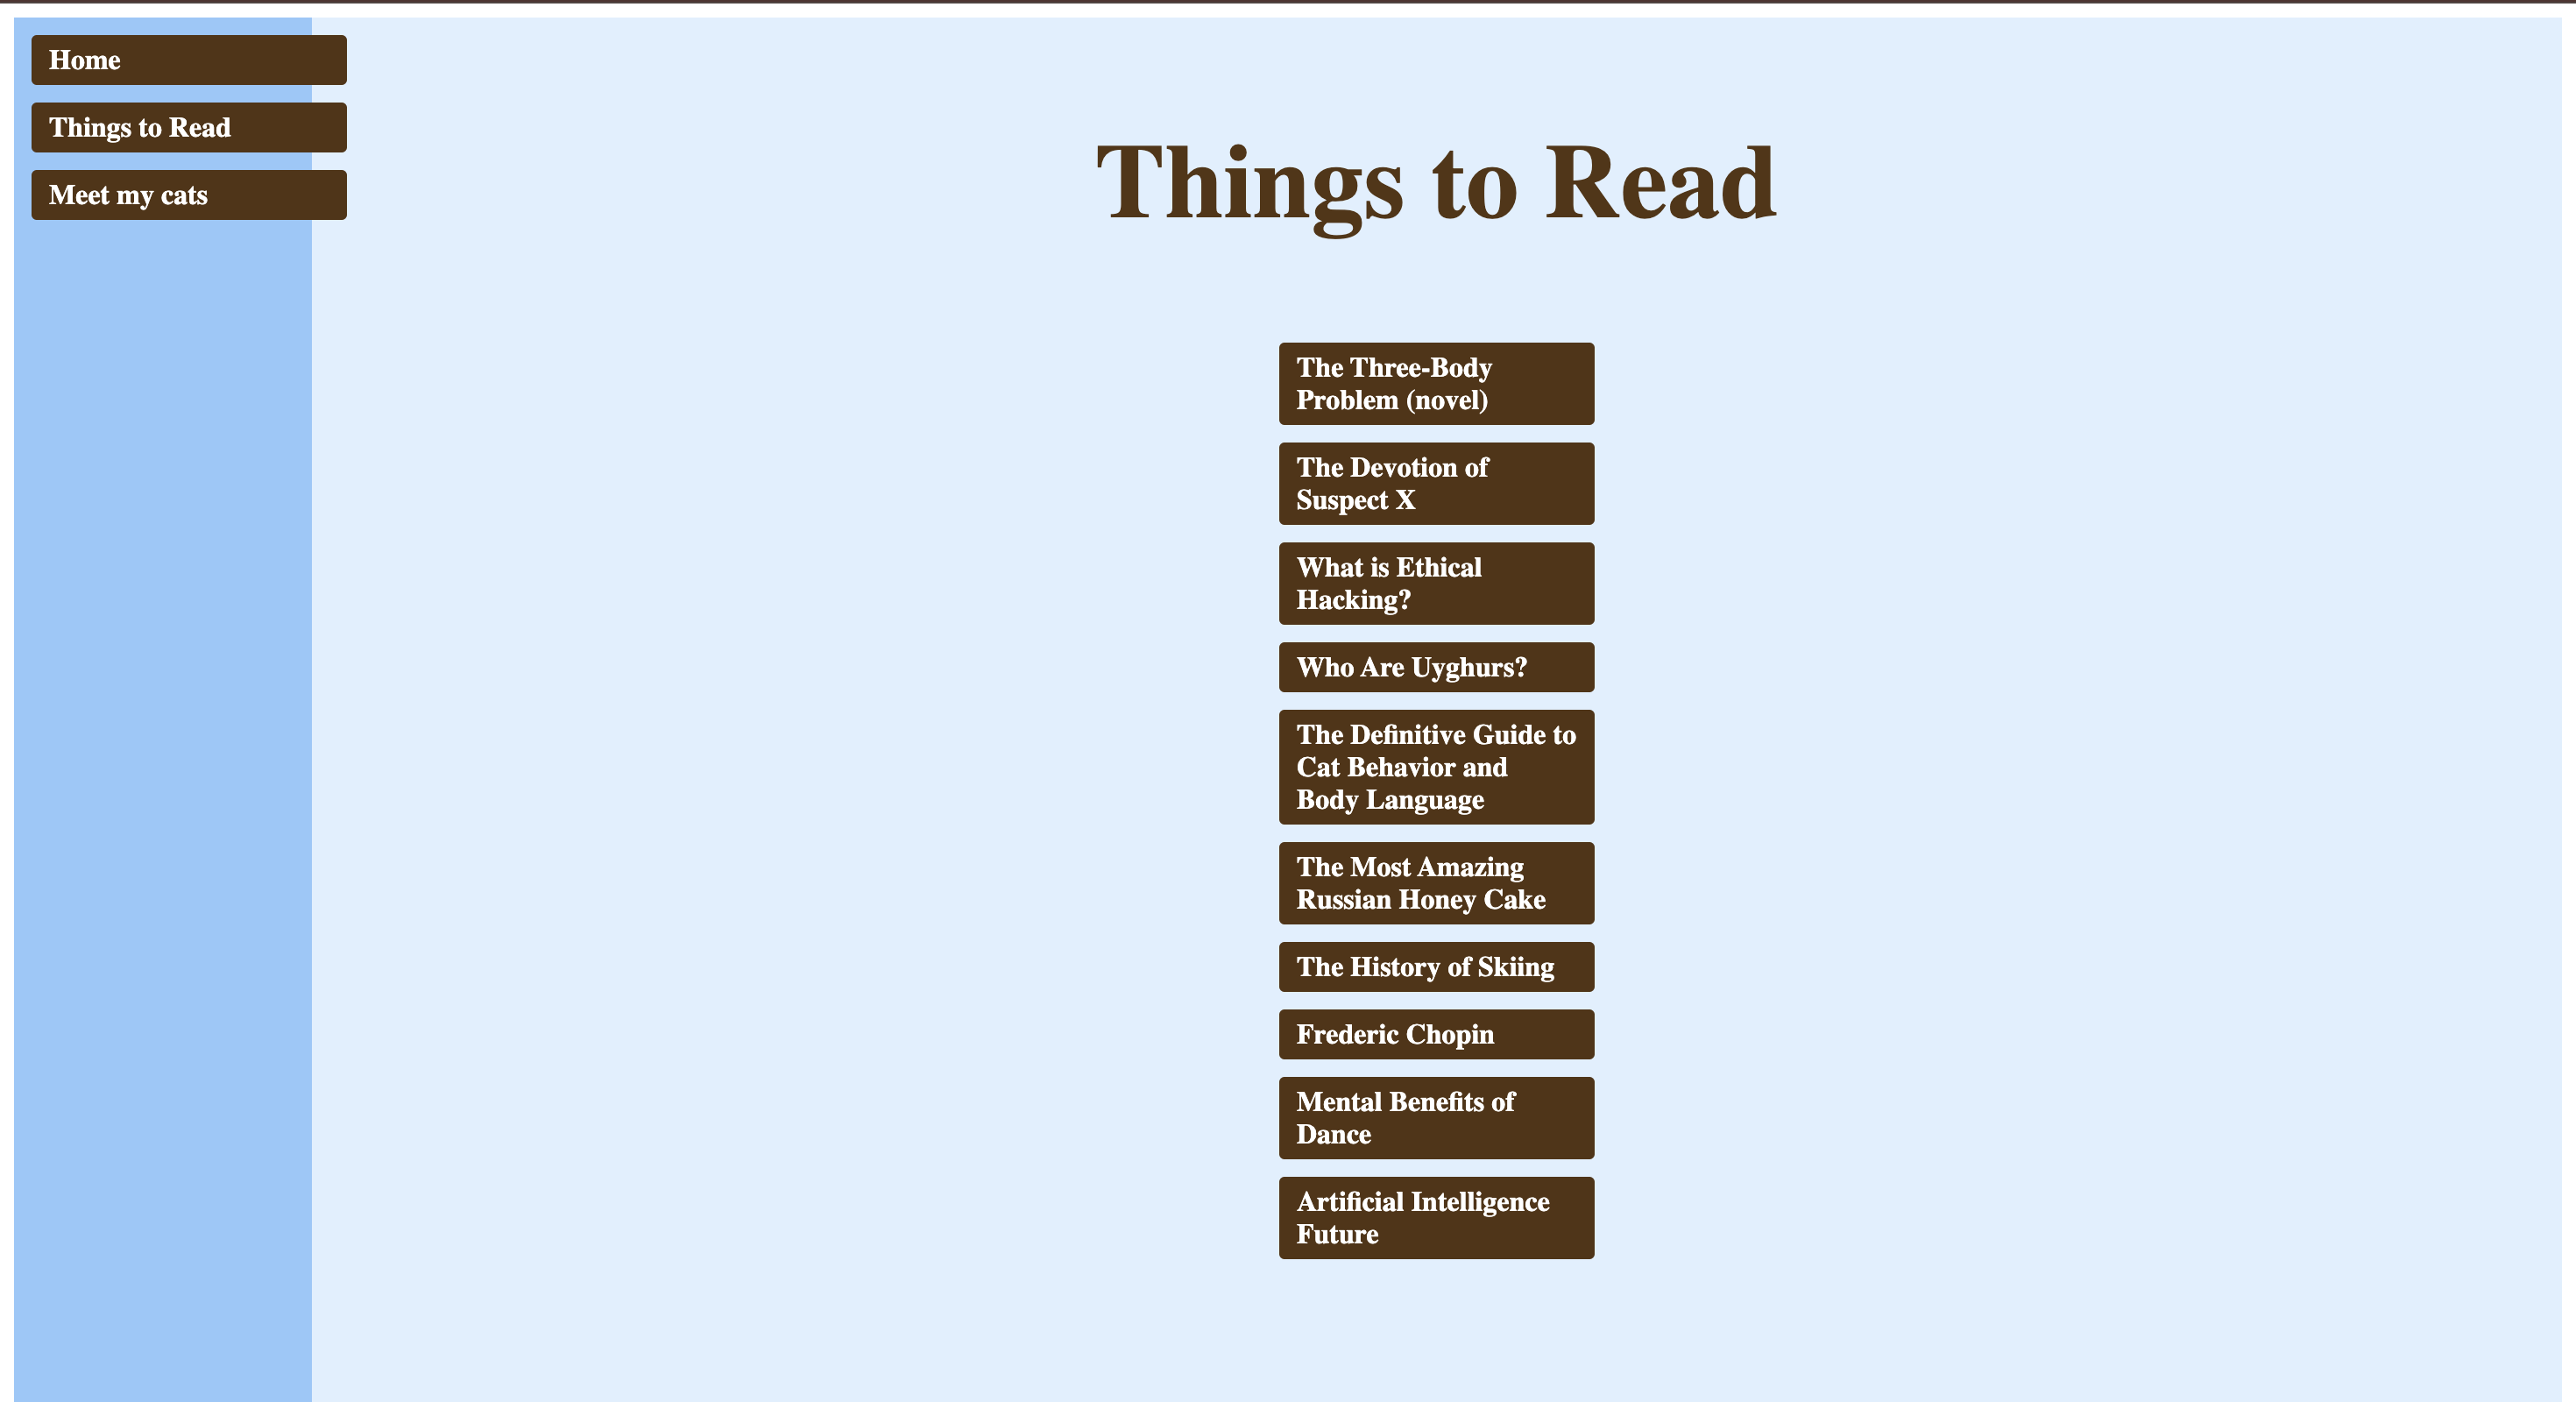 Home
Things to Read
Meet my cats
Things to Read
The Three-Body
Problem (novel)
The Devotion of
Suspect X
What is Ethical
Hacking?
Who Are Uyghurs?
The Definitive Guide to
Cat Behavior and
Body Language
The Most Amazing
Russian Honey Cake
The History of Skiing
Frederic Chopin
Mental Benefits of
Dance
Artificial Intelligence
Future